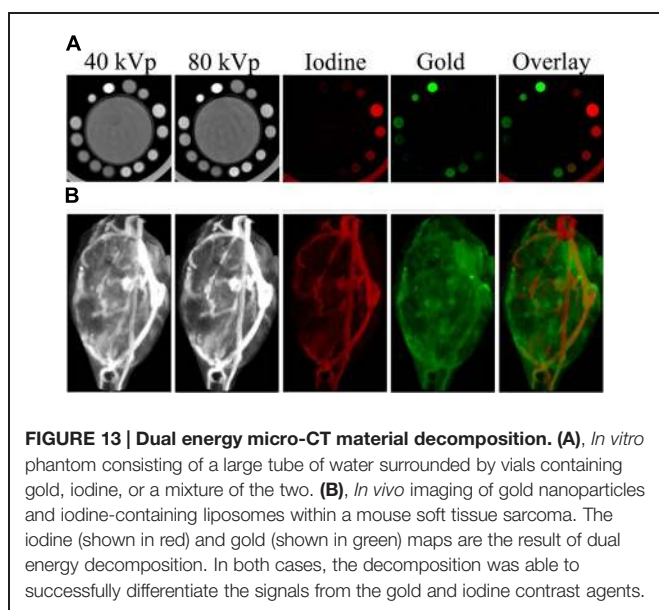 A
40 kVp 80 kVp Iodine Gold Overlay
B
FIGURE 13 | Dual energy micro-CT material decomposition. (A), In vitro
phantom consisting of a large tube of water surrounded by vials containing
gold, iodine, or a mixture of the two. (B), In vivo imaging of gold nanoparticles
and iodine-containing liposomes within a mouse soft tissue sarcoma. The
iodine (shown in red) and gold (shown in green) maps are the result of dual
energy decomposition. In both cases, the decomposition was able to
successfully differentiate the signals from the gold and iodine contrast agents.